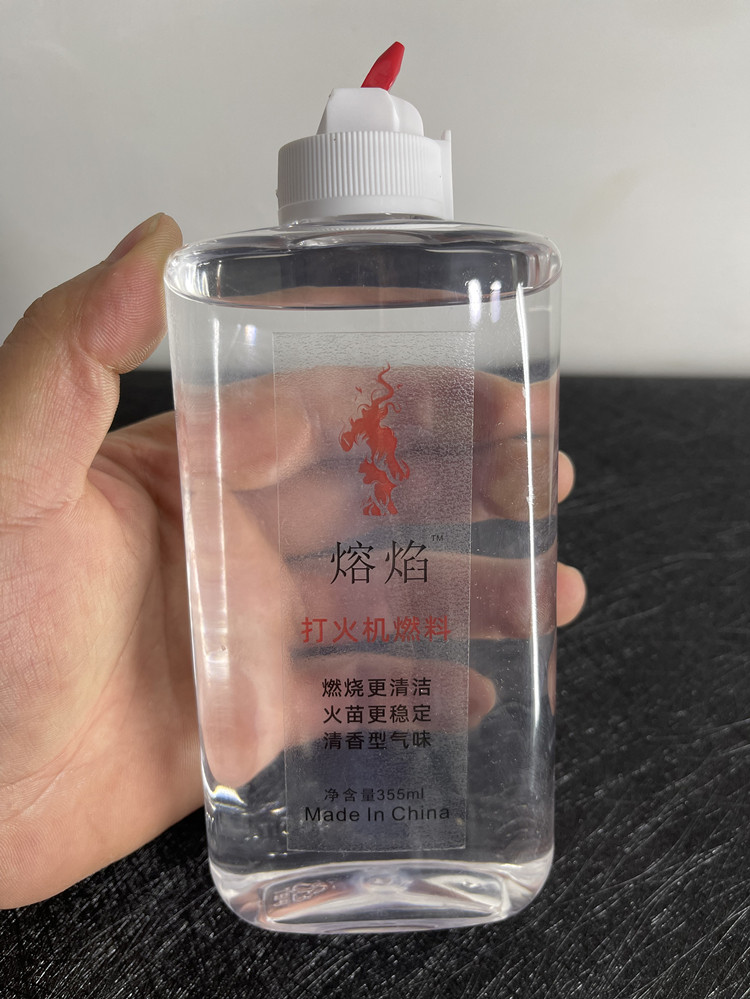 熔焰™
打火机燃料
燃烧更清洁
火苗更稳定
清香型气味
净含量355ml
Made In China